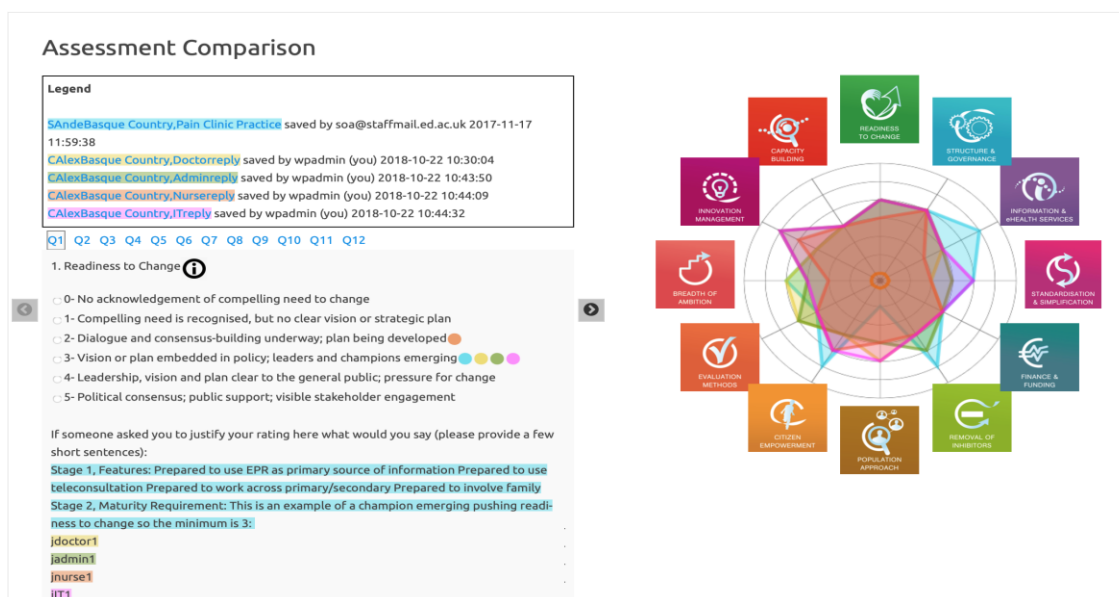 Assessment Comparison
Legend
SAndeBasque Country,Pain Clinic Practice saved by soa@staffmail.ed.ac.uk 2017-11-17
11:59:38
CAlexBasque Country,Doctorreply saved by wpadmin (you) 2018-10-22 10:30:04
CAlexBasque Country,Adminreply saved by wpadmin (you) 2018-10-22 10:43:50
CAlexBasque Country,Nursereply saved by wpadmin (you) 2018-10-22 10:44:09
CAlexBasque Country,ITreply saved by wpadmin (you) 2018-10-22 10:44:32
Q1 Q2 Q3 Q4 Q5 Q6 Q7 Q8 Q9 Q10 Q11 Q12
1. Readiness to Change
0- No acknowledgement of compelling need to change
1- Compelling need is recognised, but no clear vision or strategic plan
2- Dialogue and consensus-building underway; plan being developed
3- Vision or plan embedded in policy; leaders and champions emerging
4- Leadership, vision and plan clear to the general public; pressure for change
5- Political consensus; public support; visible stakeholder engagement
If someone asked you to justify your rating here what would you say (please provide a few
short sentences):
Stage 1, Features: Prepared to use EPR as primary source of information Prepared to use
teleconsultation Prepared to work across primary/secondary Prepared to involve family
Stage 2, Maturity Requirement: This is an example of a champion emerging pushing readi-
ness to change so the minimum is 3:
jdoctor1
jadmin1
jnurse1
jIT1
READINESS
TO CHANGE
STRUCTURE &
GOVERNANCE
INFORMATION &
eHEALTH SERVICES
STANDARDISATION
& SIMPLIFICATION
FINANCE &
FUNDING
REMOVAL OF
INHIBITORS
POPULATION
APPROACH
CITIZEN
EMPOWERMENT
EVALUATION
METHODS
BREADTH OF
AMBITION
INNOVATION
MANAGEMENT
CAPACITY
BUILDING